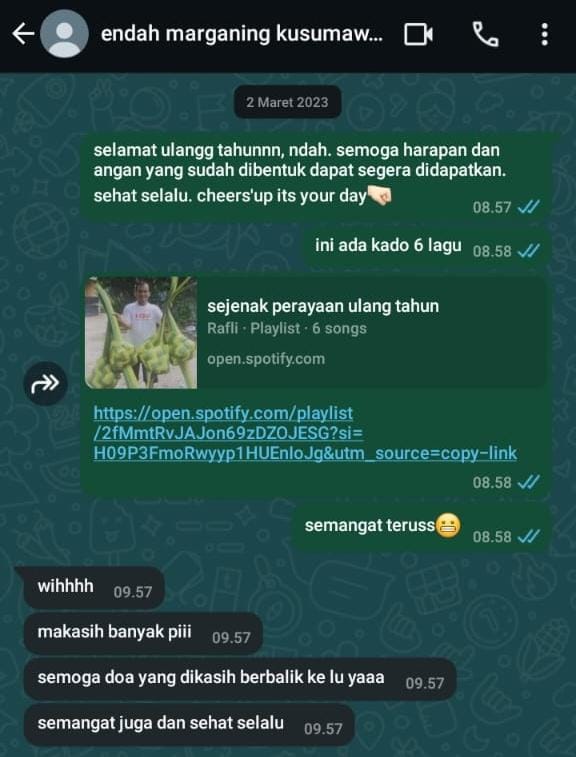 endah marganing kusumaw...
2 Maret 2023
selamat ulangg tahunnn, ndah. semoga harapan dan
angan yang sudah dibentuk dapat segera didapatkan.
sehat selalu. cheers'up its your day🤜🏻
08.57
ini ada kado 6 lagu 08.58
sejenak perayaan ulang tahun
Rafli · Playlist · 6 songs
open.spotify.com
https://open.spotify.com/playlist
/2fMmtRvJAJon69zDZOJESG?si=
H09P3FmoRwyyp1HUEnIoJg&utm_source=copy-link
08.58
semangat teruss😬 08.58
wihhhh 09.57
makasih banyak piii 09.57
semoga doa yang dikasih berbalik ke lu yaaa 09.57
semangat juga dan sehat selalu 09.57